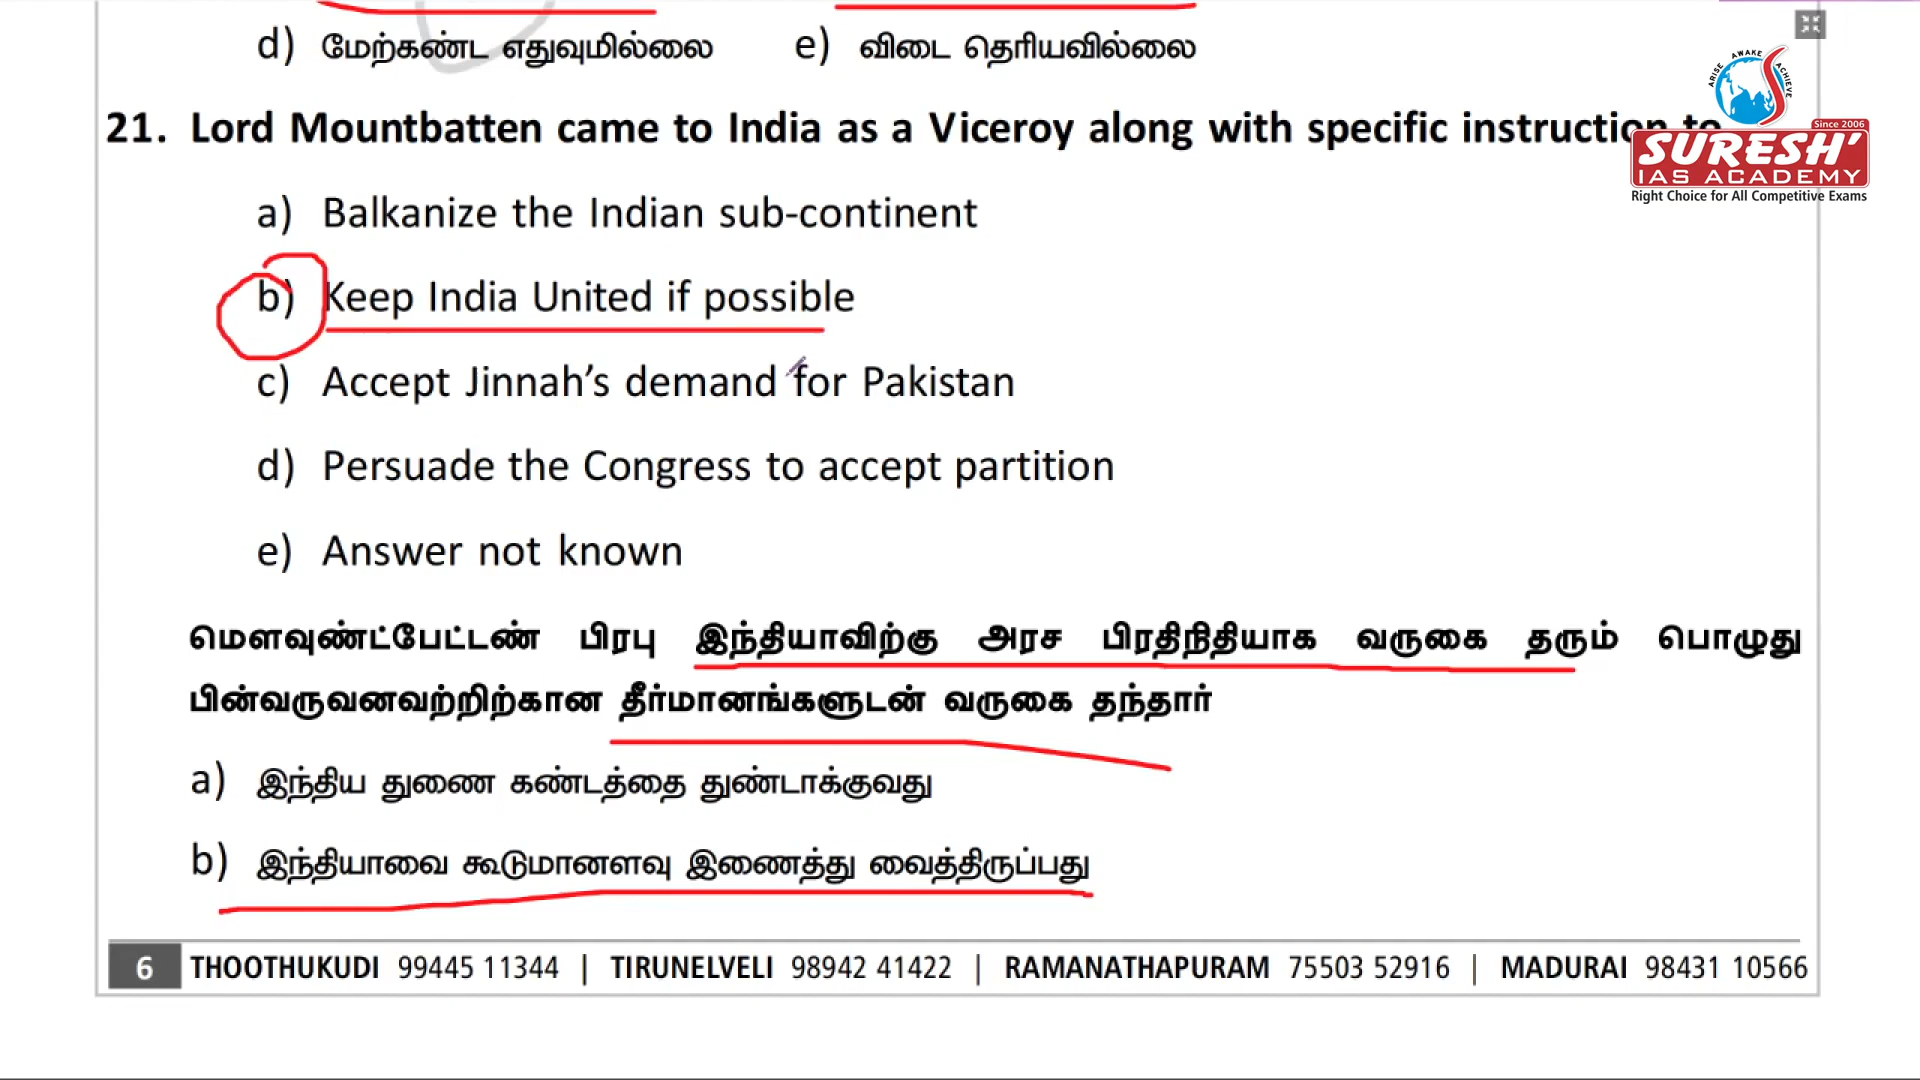 d) மேற்கண்ட எதுவுமில்லை e) விடை தெரியவில்லை
21. Lord Mountbatten came to India as a Viceroy along with specific instruction to
ARISE AWAKE ACHIEVE
Since 2006
SURESH'
IAS ACADEMY
Right Choice for All Competitive Exams
a) Balkanize the Indian sub-continent
b) Keep India United if possible
c) Accept Jinnah’s demand for Pakistan
d) Persuade the Congress to accept partition
e) Answer not known
மௌவுண்ட்பேட்டண் பிரபு இந்தியாவிற்கு அரச பிரதிநிதியாக வருகை தரும் பொழுது
பின்வருவனவற்றிற்கான தீர்மானங்களுடன் வருகை தந்தார்
a) இந்திய துணை கண்டத்தை துண்டாக்குவது
b) இந்தியாவை கூடுமானளவு இணைத்து வைத்திருப்பது
6 THOOTHUKUDI 99445 11344 | TIRUNELVELI 98942 41422 | RAMANATHAPURAM 75503 52916 | MADURAI 98431 10566